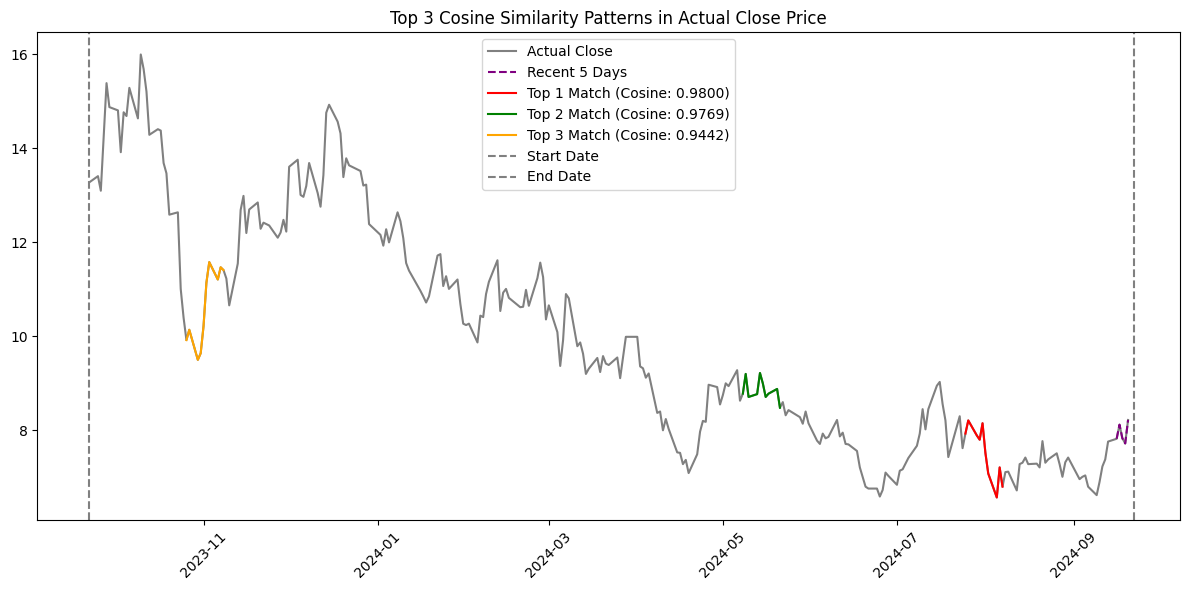 Top 3 Cosine Similarity Patterns in Actual Close Price
Actual Close
Recent 5 Days
Top 1 Match (Cosine: 0.9800)
Top 2 Match (Cosine: 0.9769)
Top 3 Match (Cosine: 0.9442)
Start Date
End Date
16
14
12
10
8
2023-11
2024-01
2024-03
2024-05
2024-07
2024-09